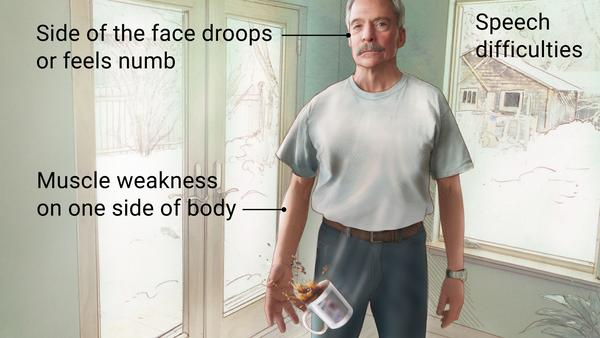 Side of the face droops
or feels numb
Speech
difficulties
Muscle weakness
on one side of body